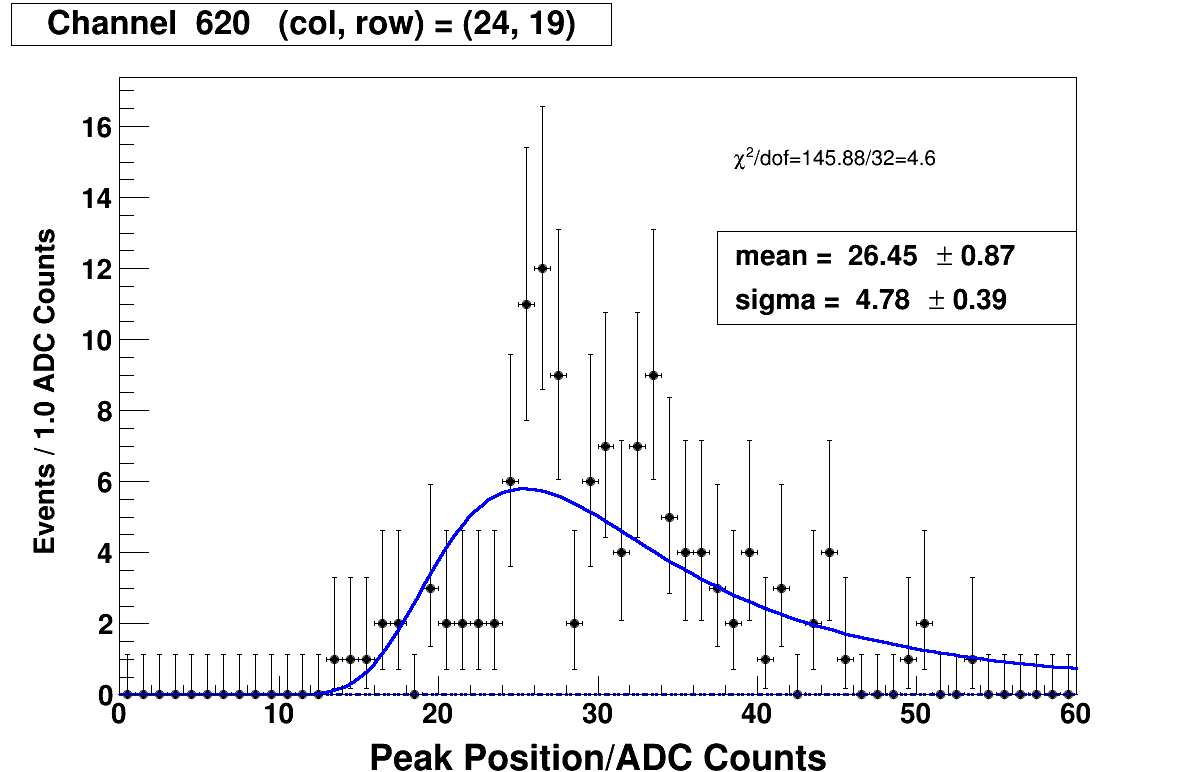 Channel 620 (col, row) = (24, 19)
χ²/dof=145.88/32=4.6
mean = 26.45 ± 0.87
sigma = 4.78 ± 0.39
Events / 1.0 ADC Counts
16
14
12
10
8
6
4
2
0
0 10 20 30 40 50 60
Peak Position/ADC Counts